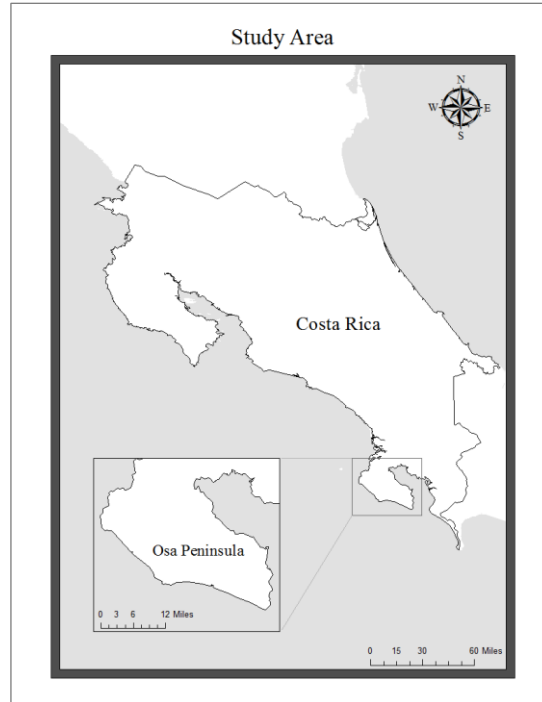 Study Area
N
W E
S
Costa Rica
Osa Peninsula
0 3 6 12 Miles
0 15 30 60 Miles